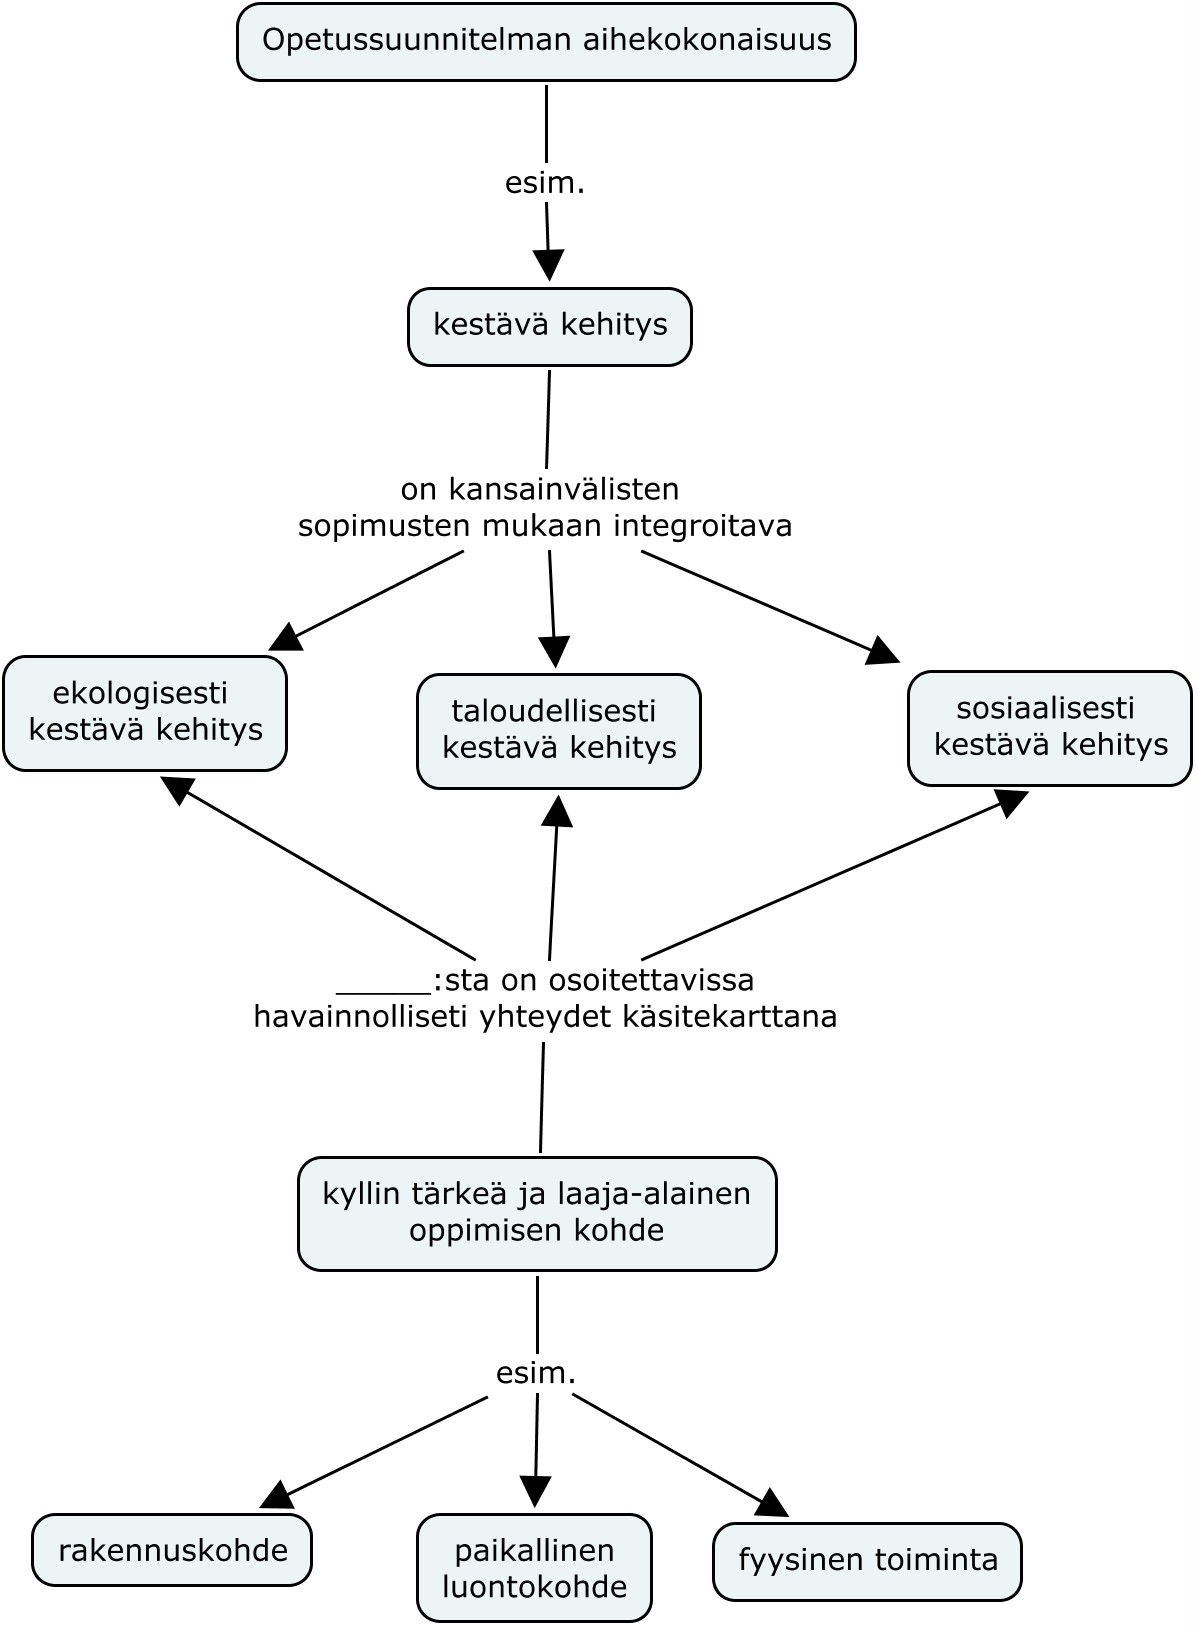 Opetussuunnitelman aihekokonaisuus
esim.
kestävä kehitys
on kansainvälisten
sopimusten mukaan integroitava
ekologisesti
kestävä kehitys
taloudellisesti
kestävä kehitys
sosiaalisesti
kestävä kehitys
______:sta on osoitettavissa
havainnolliseti yhteydet käsitekarttana
kyllin tärkeä ja laaja-alainen
oppimisen kohde
esim.
rakennuskohde
paikallinen
luontokohde
fyysinen toiminta